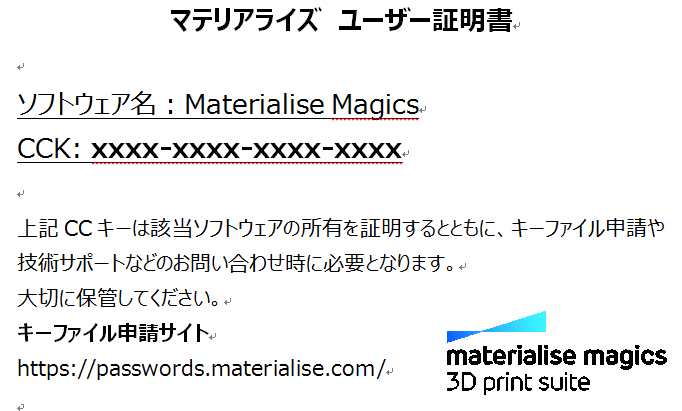 マテリアライズ ユーザー証明書
ソフトウェア名：Materialise Magics
CCK: xxxx-xxxx-xxxx-xxxx
上記 CC キーは該当ソフトウェアの所有を証明するとともに、キーファイル申請や
技術サポートなどのお問い合わせ時に必要となります。
大切に保管してください。
キーファイル申請サイト
https://passwords.materialise.com/
materialise magics
3D print suite